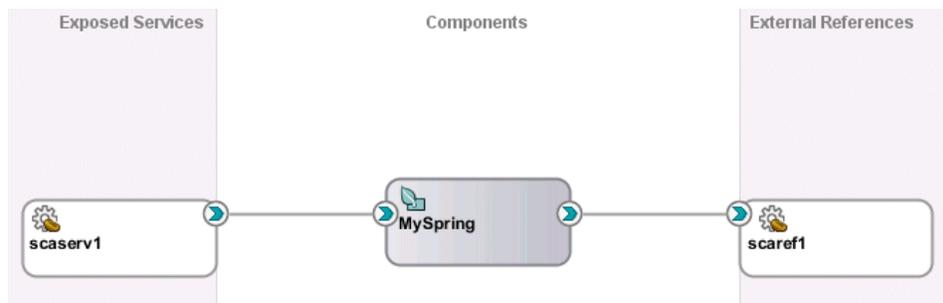 Exposed Services
Components
External References
scaserv1
MySpring
scaref1